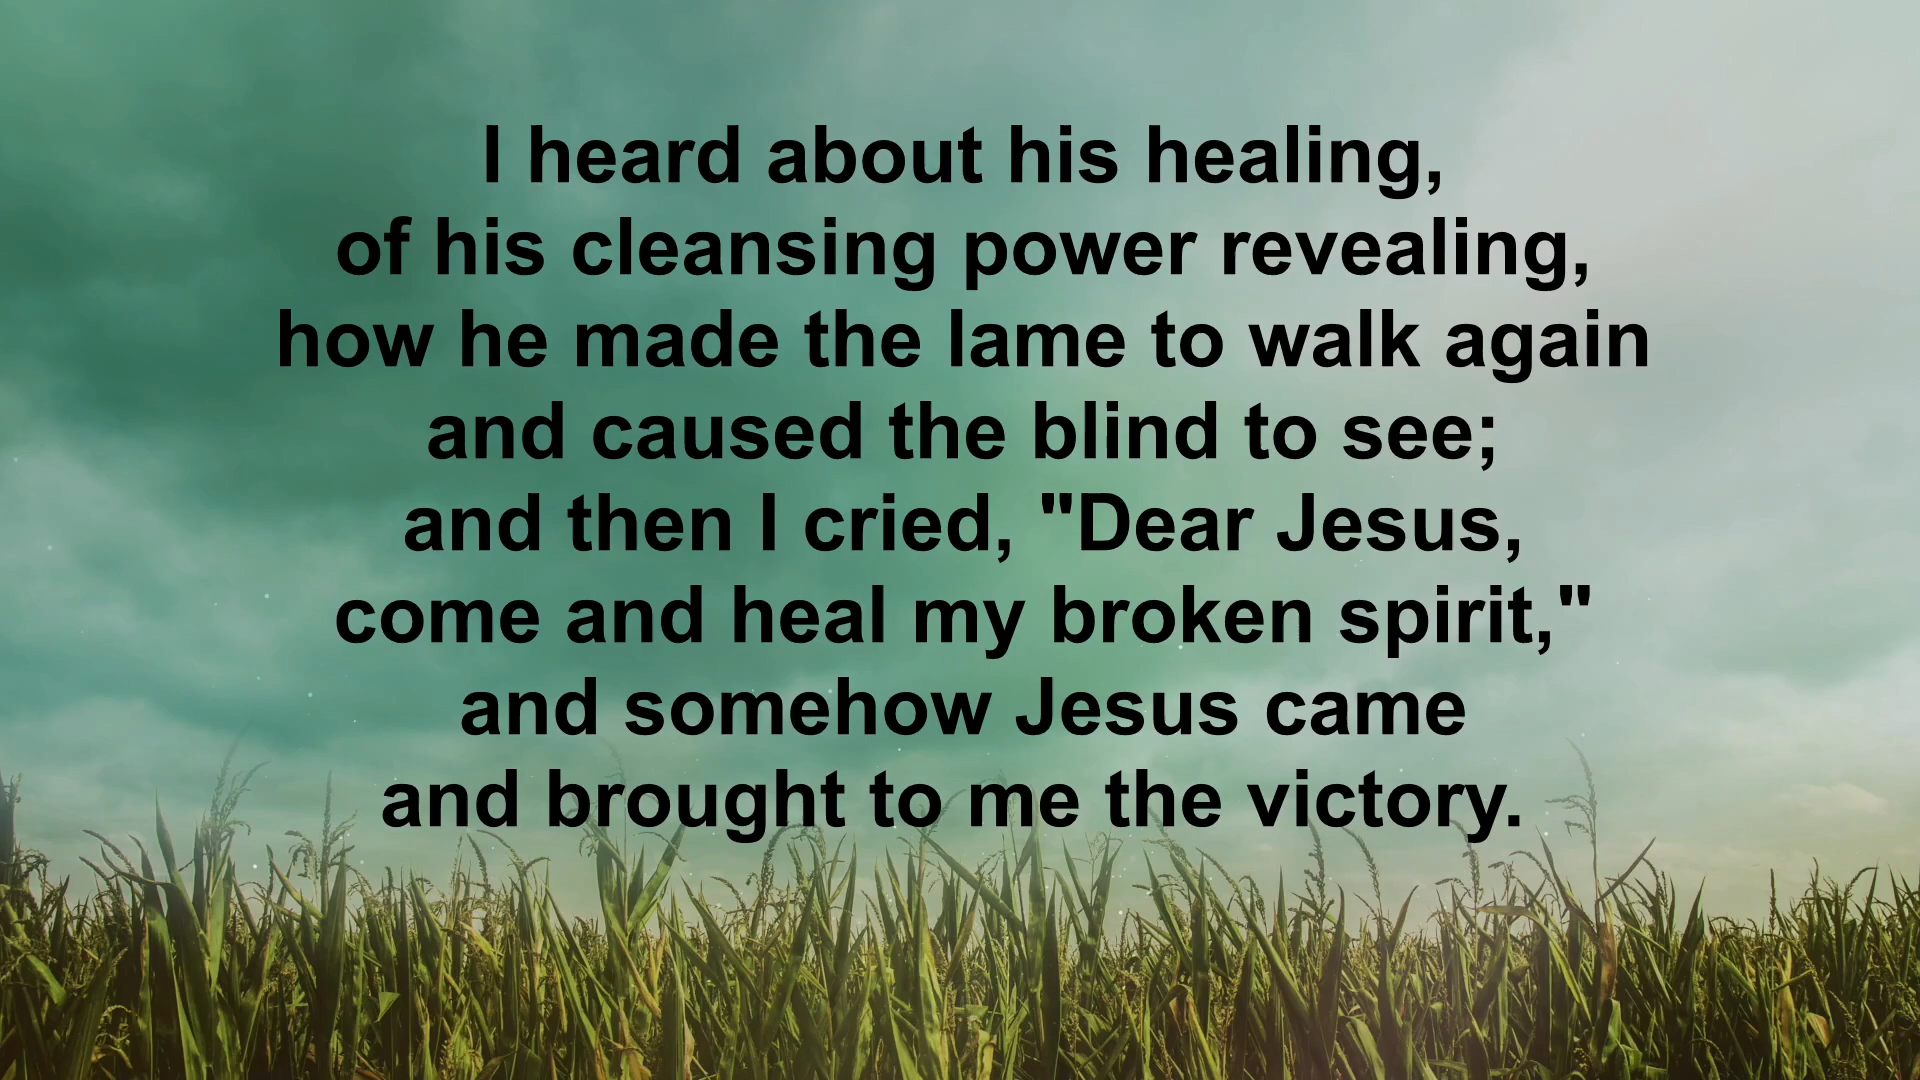 I heard about his healing,
of his cleansing power revealing,
how he made the lame to walk again
and caused the blind to see;
and then I cried, "Dear Jesus,
come and heal my broken spirit,"
and somehow Jesus came
and brought to me the victory.